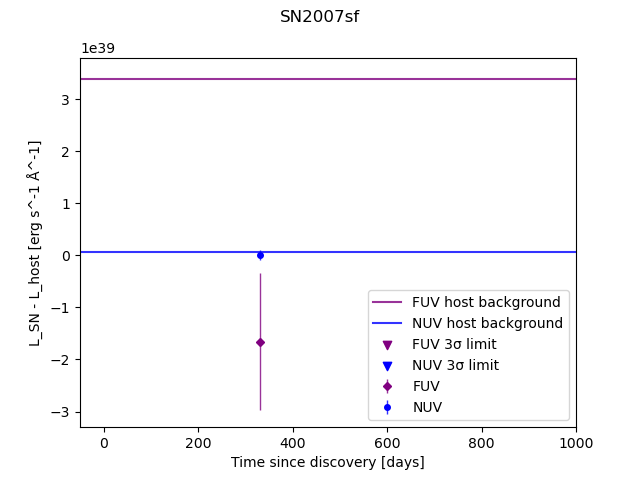 SN2007sf
1e39
3
2
1
0
−1
−2
−3
L_SN - L_host [erg s^-1 Å^-1]
FUV host background
NUV host background
FUV 3σ limit
NUV 3σ limit
FUV
NUV
0 200 400 600 800 1000
Time since discovery [days]